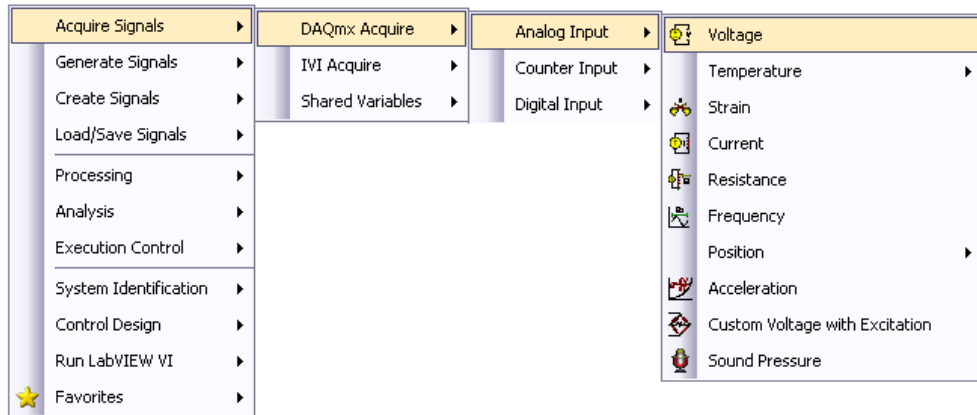 Acquire Signals
Generate Signals
Create Signals
Load/Save Signals
Processing
Analysis
Execution Control
System Identification
Control Design
Run LabVIEW VI
Favorites
DAQmx Acquire
IVI Acquire
Shared Variables
Analog Input
Counter Input
Digital Input
Voltage
Temperature
Strain
Current
Resistance
Frequency
Position
Acceleration
Custom Voltage with Excitation
Sound Pressure